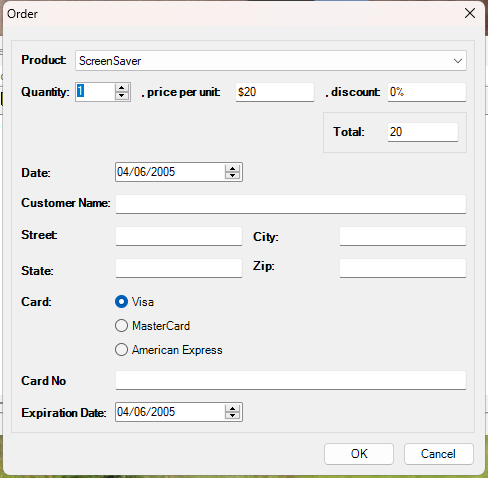 Order
Product: ScreenSaver
Quantity: 1 , price per unit: $20 , discount: 0%
Total: 20
Date: 04/06/2005
Customer Name:
Street: City:
State: Zip:
Card: Visa
MasterCard
American Express
Card No
Expiration Date: 04/06/2005
OK Cancel